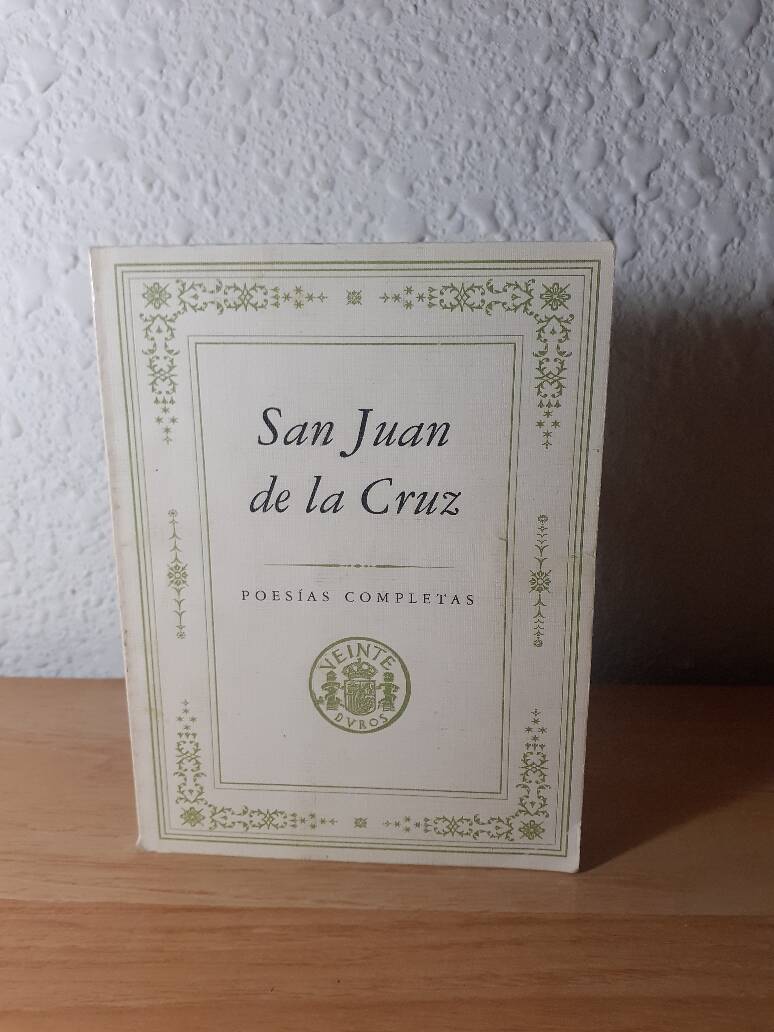 San Juan
de la Cruz
POESÍAS COMPLETAS
VEINTE
DVROS